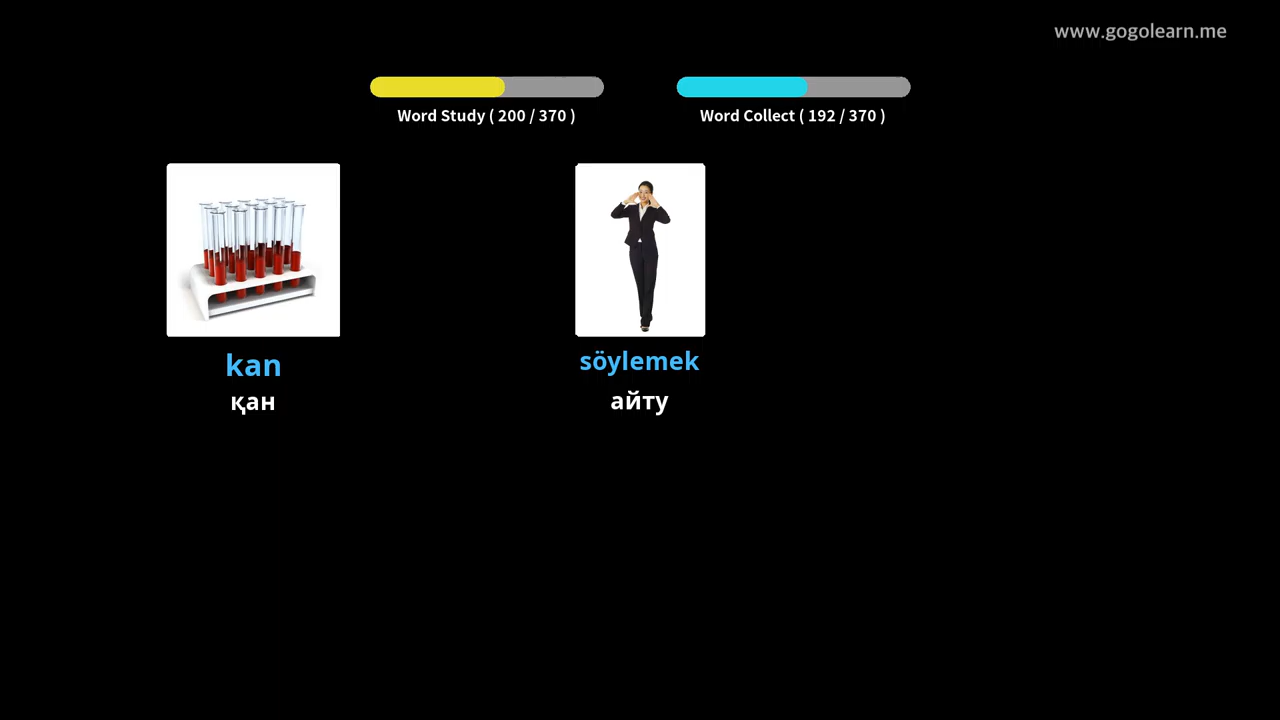 www.gogolearn.me
Word Study ( 200 / 370 )
Word Collect ( 192 / 370 )
kan
қан
söylemek
айту